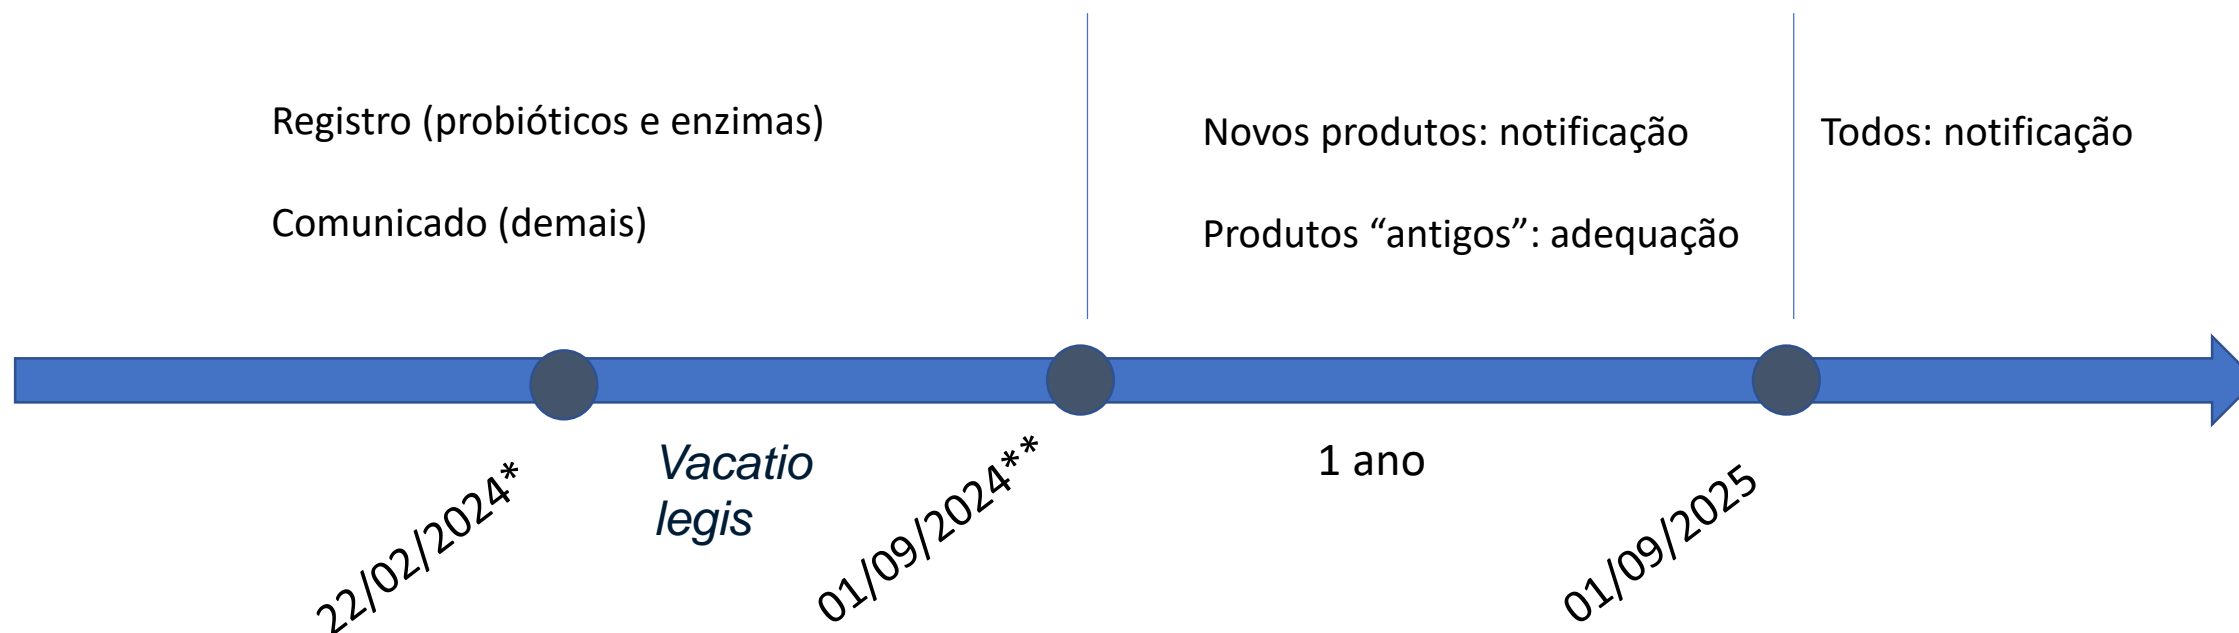 Registro (probióticos e enzimas)
Comunicado (demais)
Novos produtos: notificação
Produtos “antigos”: adequação
Todos: notificação
22/02/2024*
Vacatio
legis
01/09/2024**
1 ano
01/09/2025